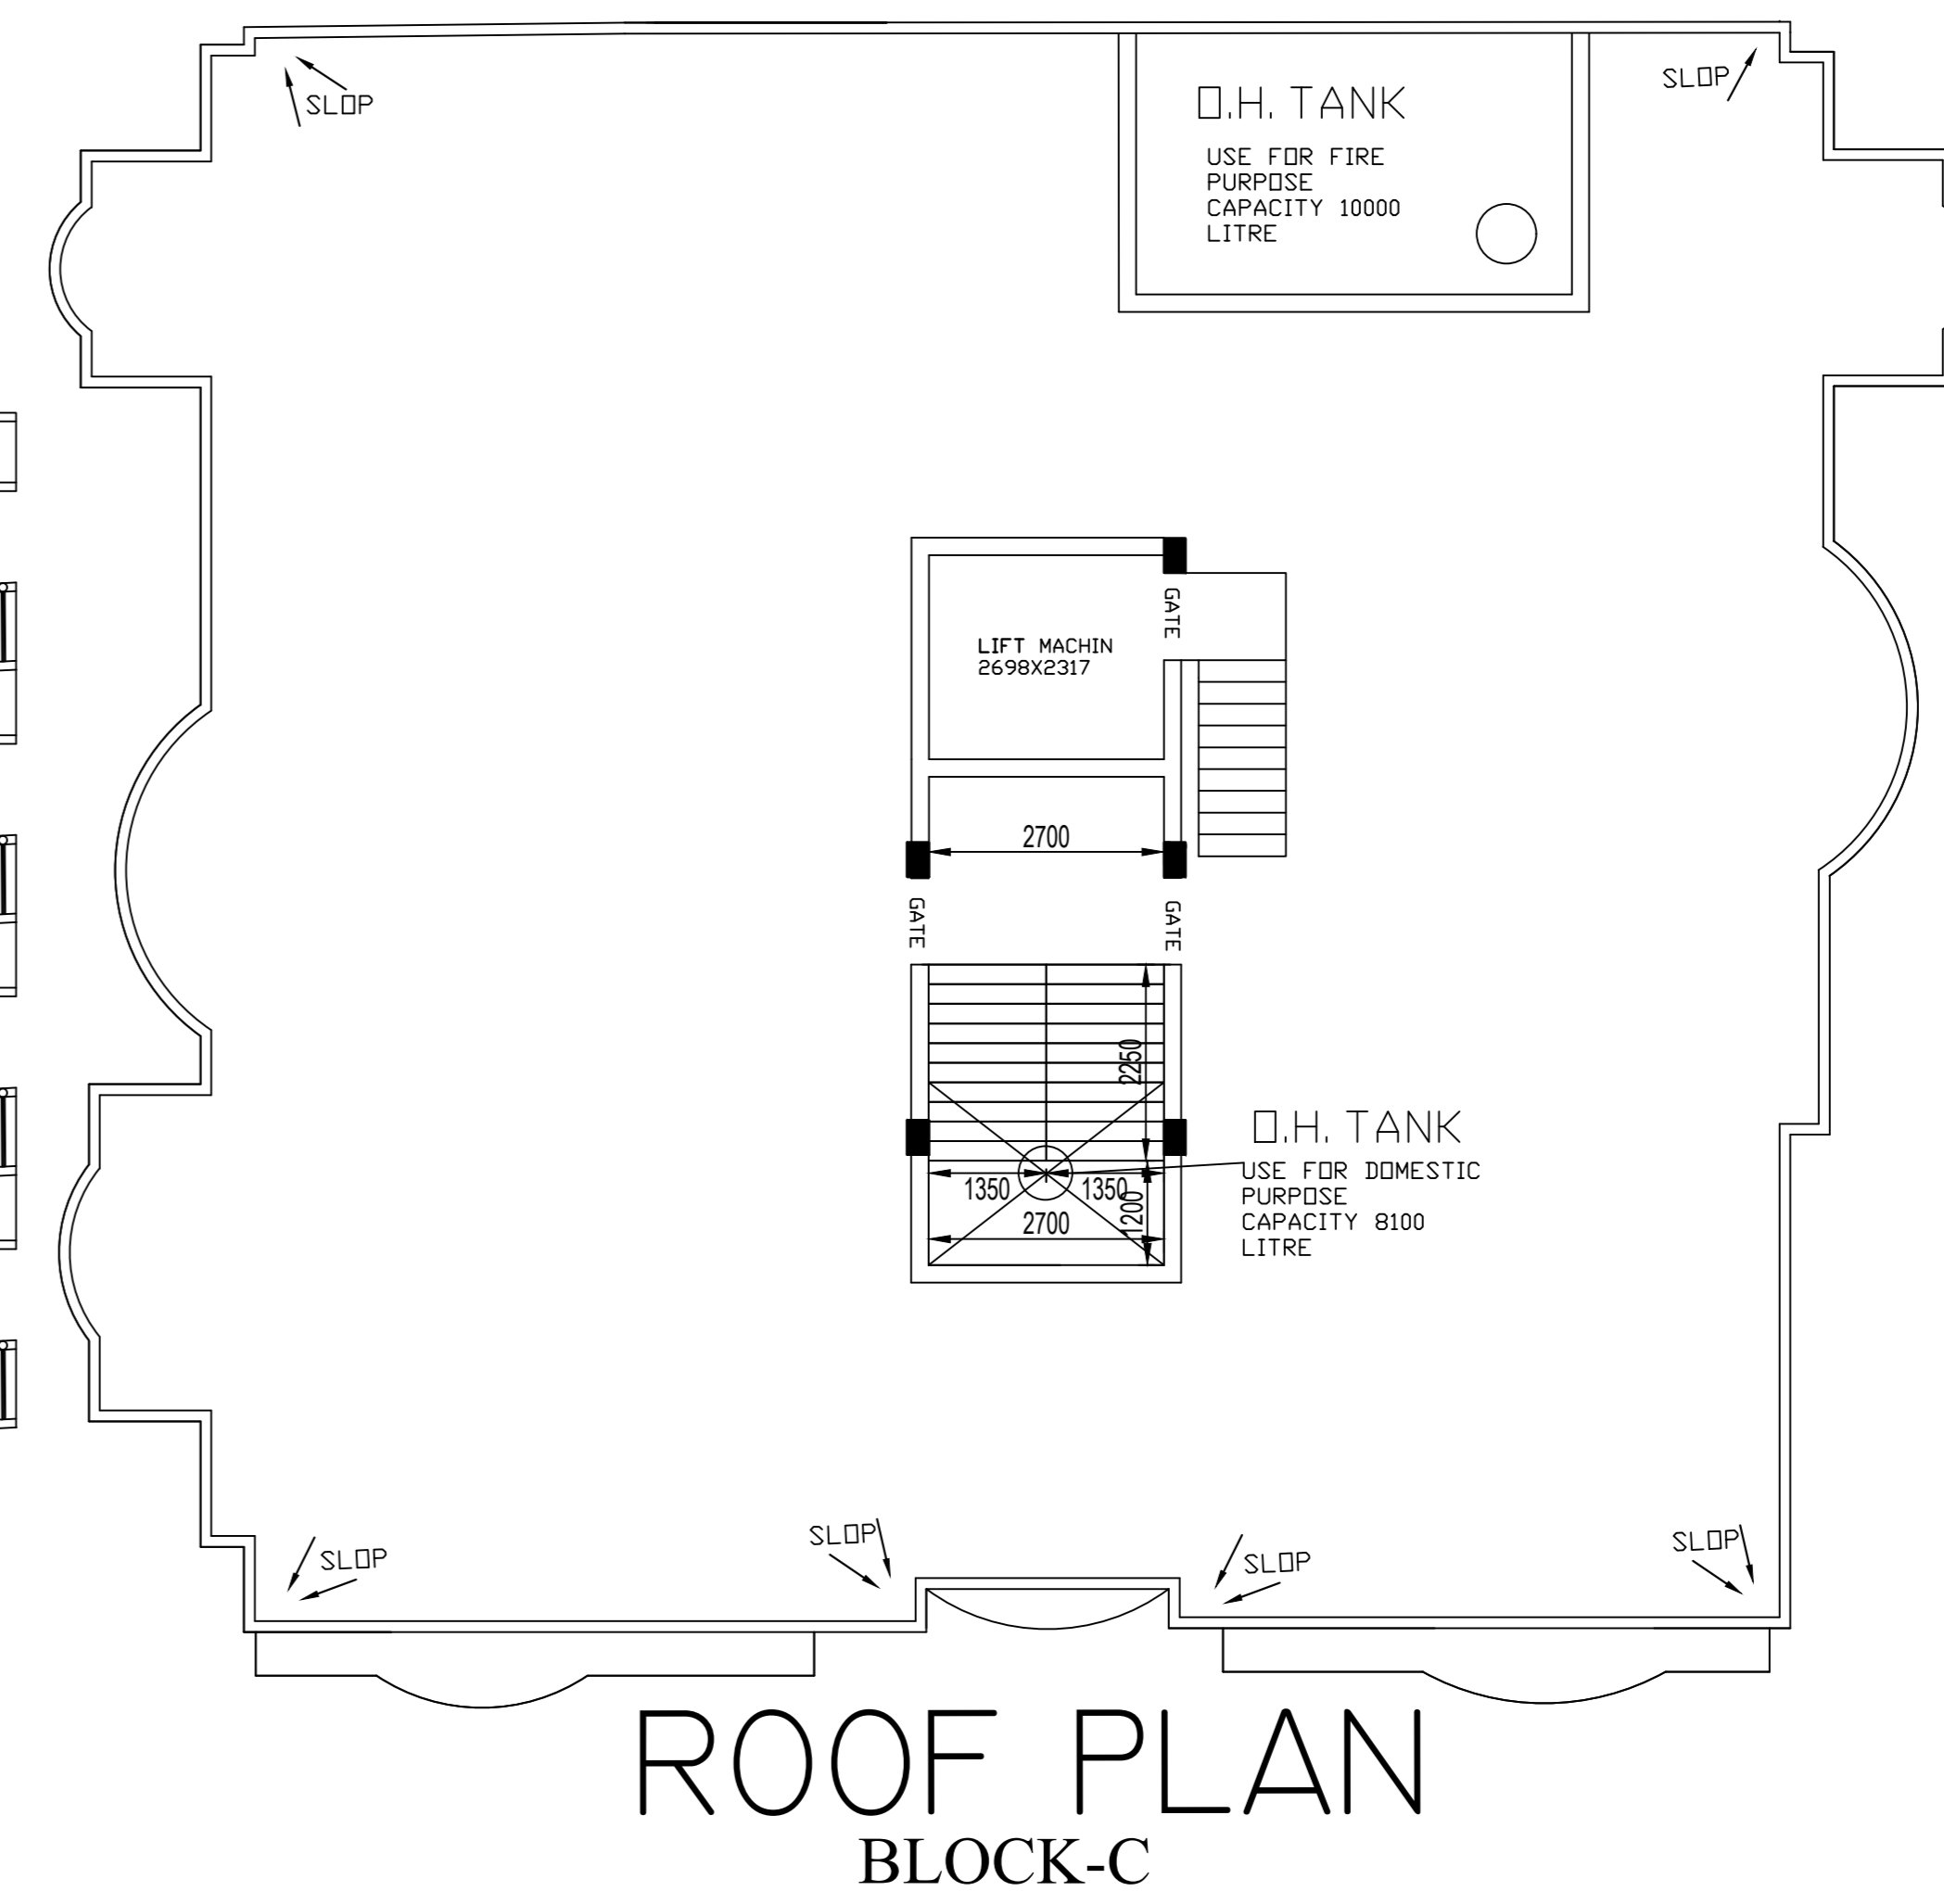 SLOP
SLOP
O.H. TANK
USE FOR FIRE
PURPOSE
CAPACITY 10000
LITRE
GATE
LIFT MACHIN
2698X2317
2700
GATE
GATE
2250
O.H. TANK
USE FOR DOMESTIC
PURPOSE
CAPACITY 8100
LITRE
1350
1350
1200
2700
SLOP
SLOP
SLOP
SLOP
ROOF PLAN
BLOCK-C